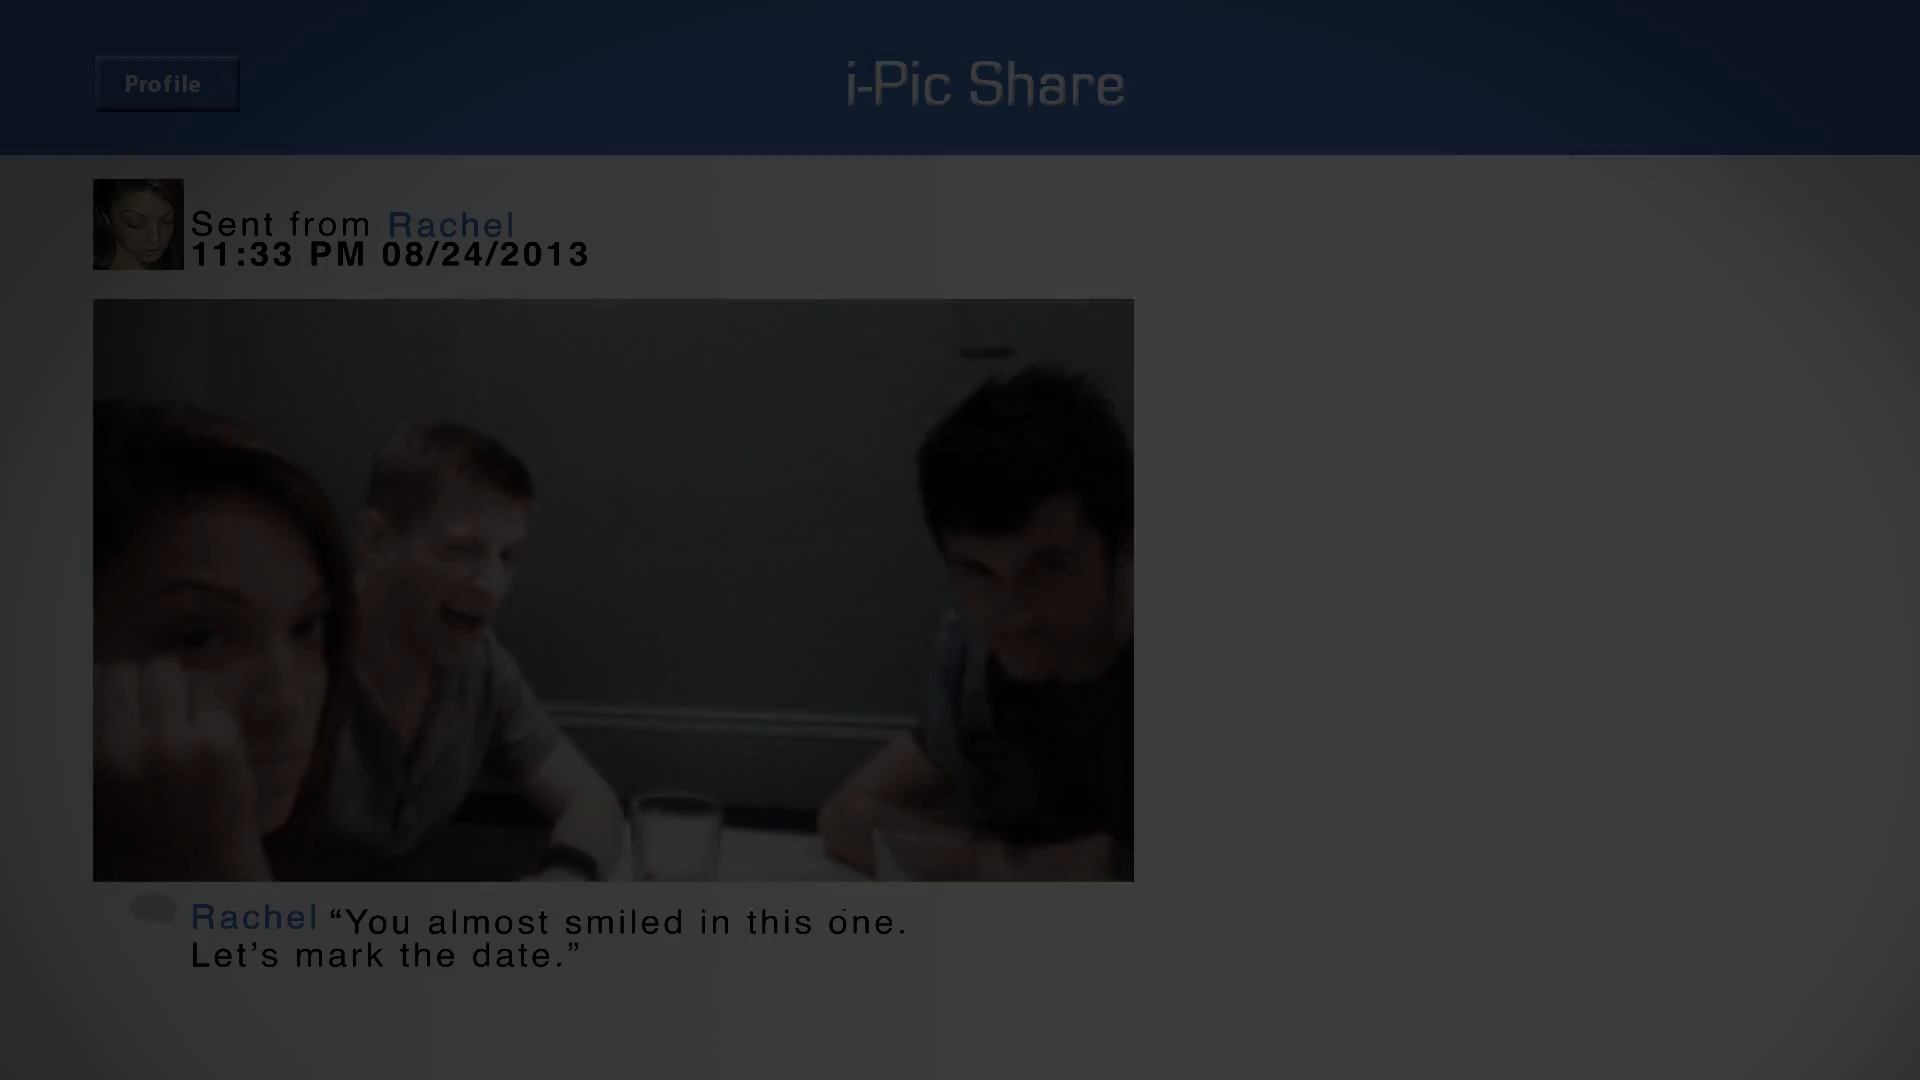 Profile
i-Pic Share
Sent from Rachel
11:33 PM 08/24/2013
Rachel “You almost smiled in this one.
Let’s mark the date.”